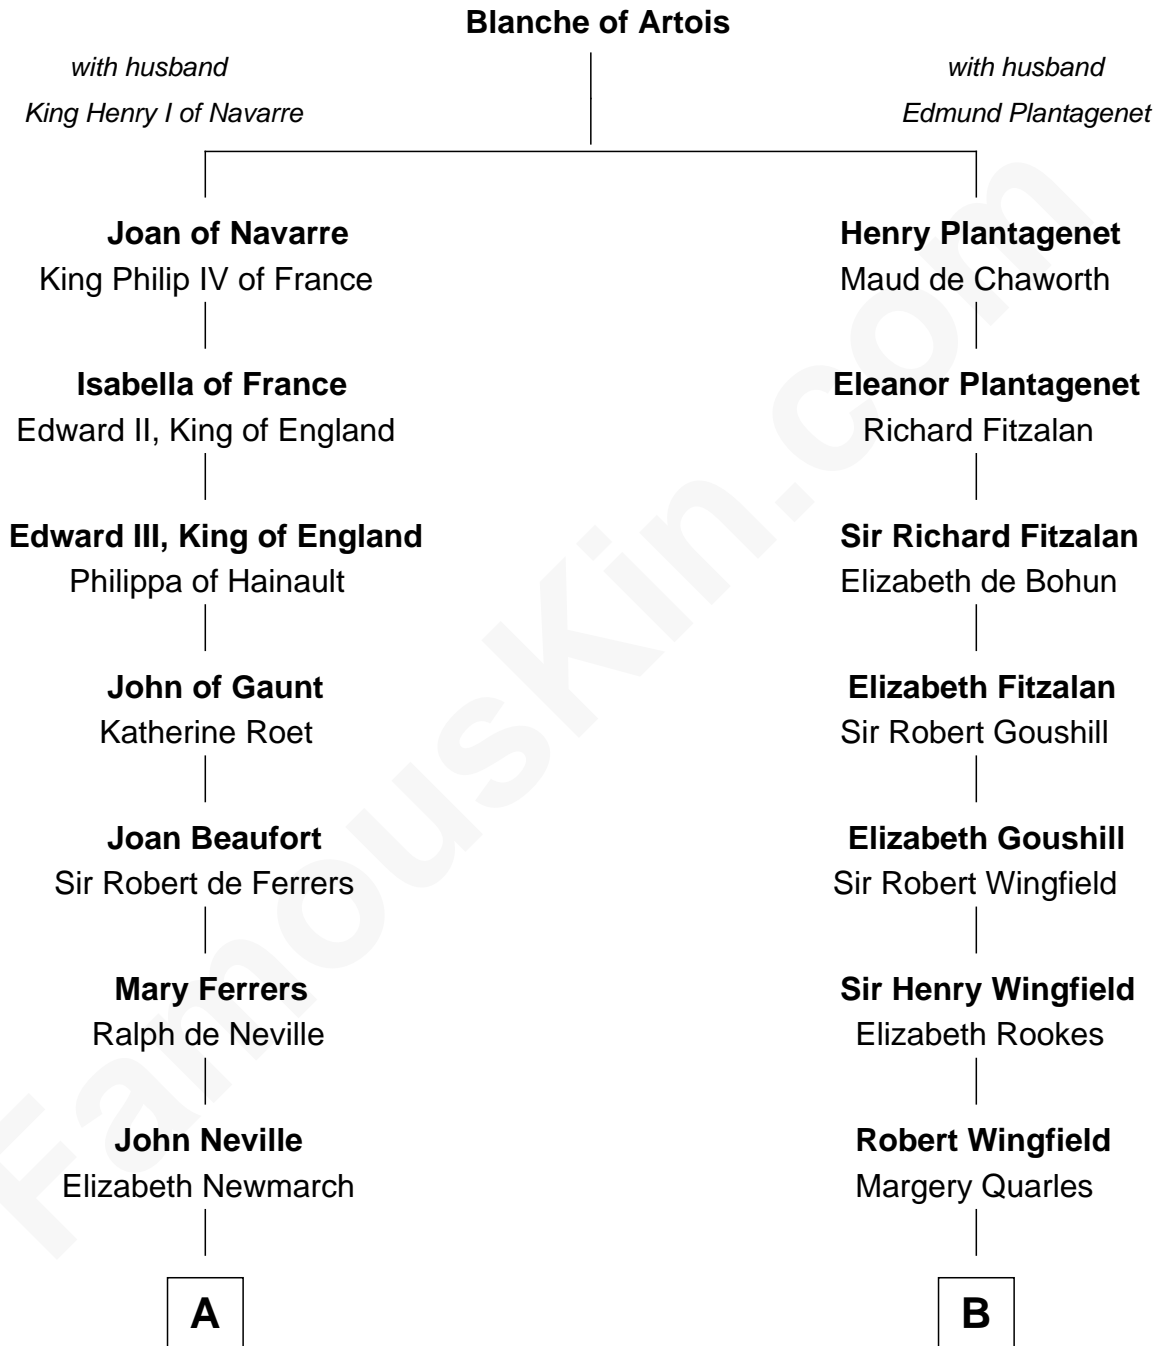 Blanche of Artois
with husband
King Henry I of Navarre
with husband
Edmund Plantagenet
Joan of Navarre
King Philip IV of France
Henry Plantagenet
Maud de Chaworth
Isabella of France
Edward II, King of England
Eleanor Plantagenet
Richard Fitzalan
Edward III, King of England
Philippa of Hainault
Sir Richard Fitzalan
Elizabeth de Bohun
John of Gaunt
Katherine Roet
Elizabeth Fitzalan
Sir Robert Goushill
Joan Beaufort
Sir Robert de Ferrers
Elizabeth Goushill
Sir Robert Wingfield
Mary Ferrers
Ralph de Neville
Sir Henry Wingfield
Elizabeth Rookes
John Neville
Elizabeth Newmarch
Robert Wingfield
Margery Quarles
A
B
FamousKin.com